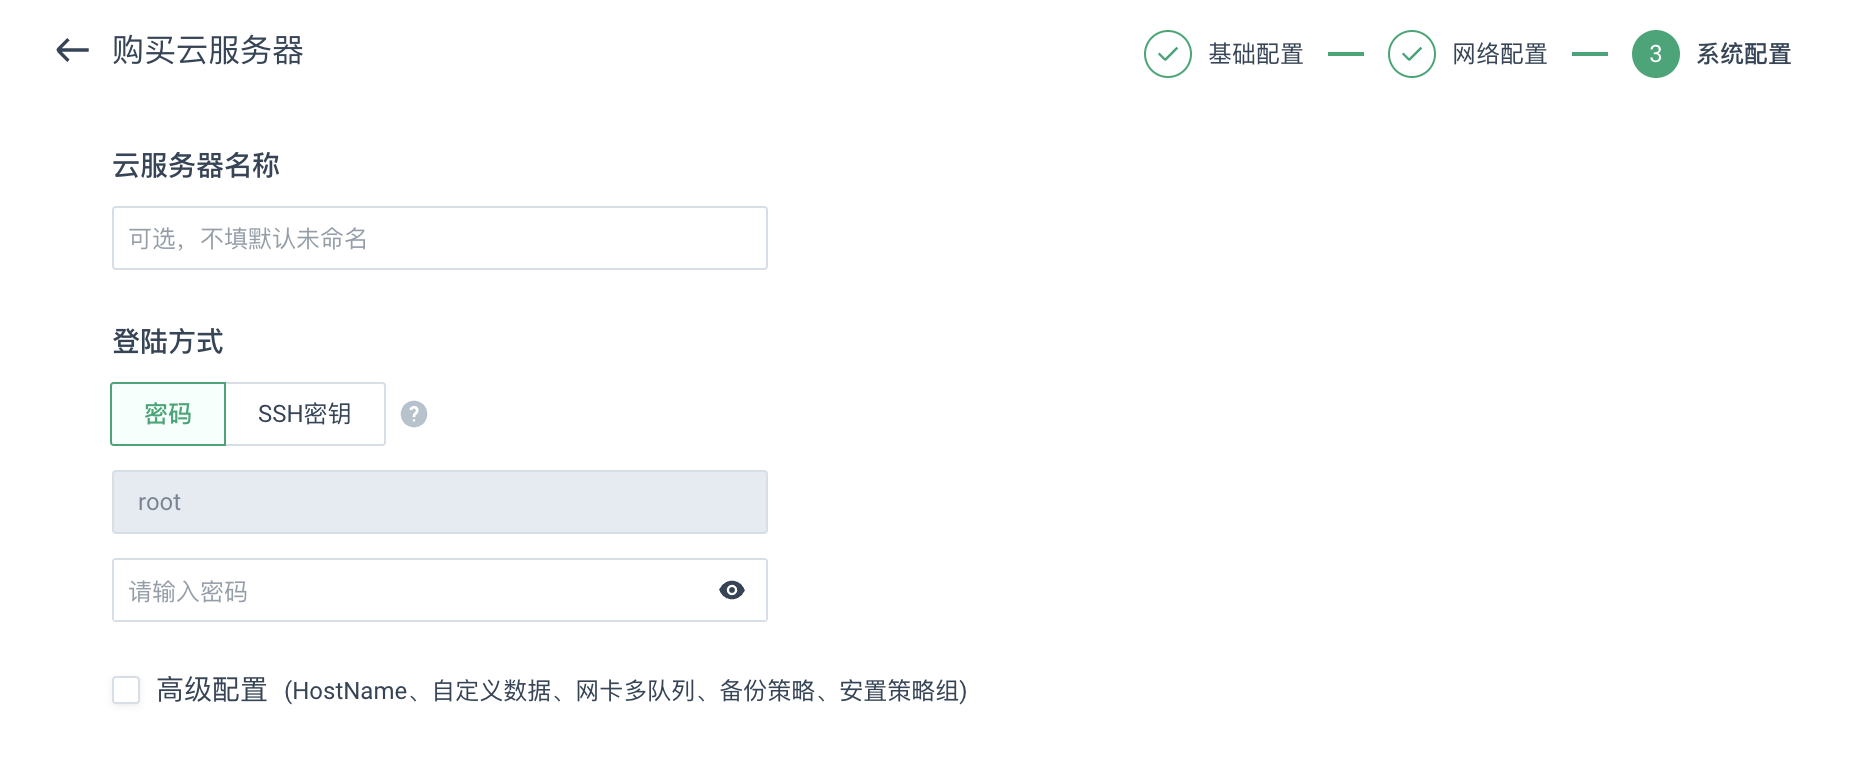 购买云服务器
基础配置
网络配置
3 系统配置
云服务器名称
可选，不填默认未命名
登陆方式
密码 SSH密钥 ?
root
请输入密码
高级配置 (HostName、自定义数据、网卡多队列、备份策略、安置策略组)